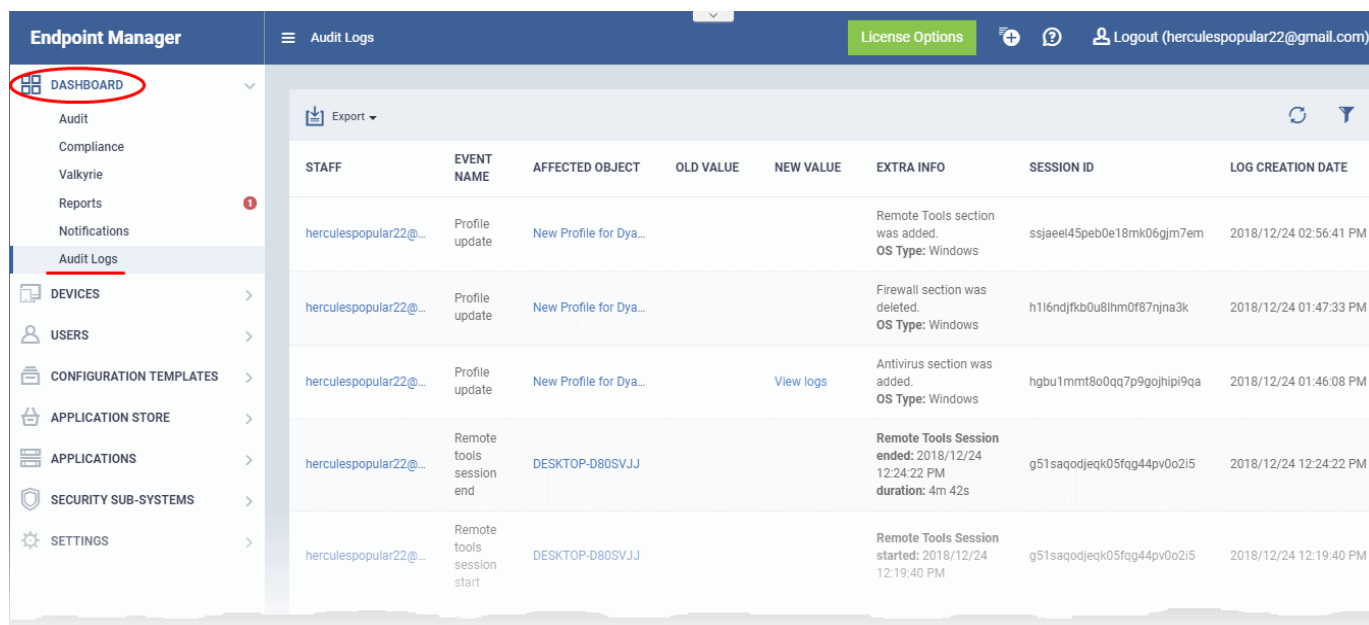 Endpoint Manager
Audit Logs
License Options
Logout (herculespopular22@gmail.com)
DASHBOARD
Audit
Compliance
Valkyrie
Reports
1
Notifications
Audit Logs
DEVICES
USERS
CONFIGURATION TEMPLATES
APPLICATION STORE
APPLICATIONS
SECURITY SUB-SYSTEMS
SETTINGS
Export
STAFF
EVENT
NAME
AFFECTED OBJECT
OLD VALUE
NEW VALUE
EXTRA INFO
SESSION ID
LOG CREATION DATE
herculespopular22@...
Profile
update
New Profile for Dya...
Remote Tools section
was added.
OS Type: Windows
ssjaeel45peb0e18mk06gjm7em
2018/12/24 02:56:41 PM
herculespopular22@...
Profile
update
New Profile for Dya...
Firewall section was
deleted.
OS Type: Windows
h1l6ndjfkb0u8lhm0f87njna3k
2018/12/24 01:47:33 PM
herculespopular22@...
Profile
update
New Profile for Dya...
View logs
Antivirus section was
added.
OS Type: Windows
hgbu1mmt8o0qq7p9gojhipi9qa
2018/12/24 01:46:08 PM
herculespopular22@...
Remote
tools
session
end
DESKTOP-D80SVJJ
Remote Tools Session
ended: 2018/12/24
12:24:22 PM
duration: 4m 42s
g51saqodjeqk05fqg44pv0o2i5
2018/12/24 12:24:22 PM
herculespopular22@...
Remote
tools
session
start
DESKTOP-D80SVJJ
Remote Tools Session
started: 2018/12/24
12:19:40 PM
g51saqodjeqk05fqg44pv0o2i5
2018/12/24 12:19:40 PM